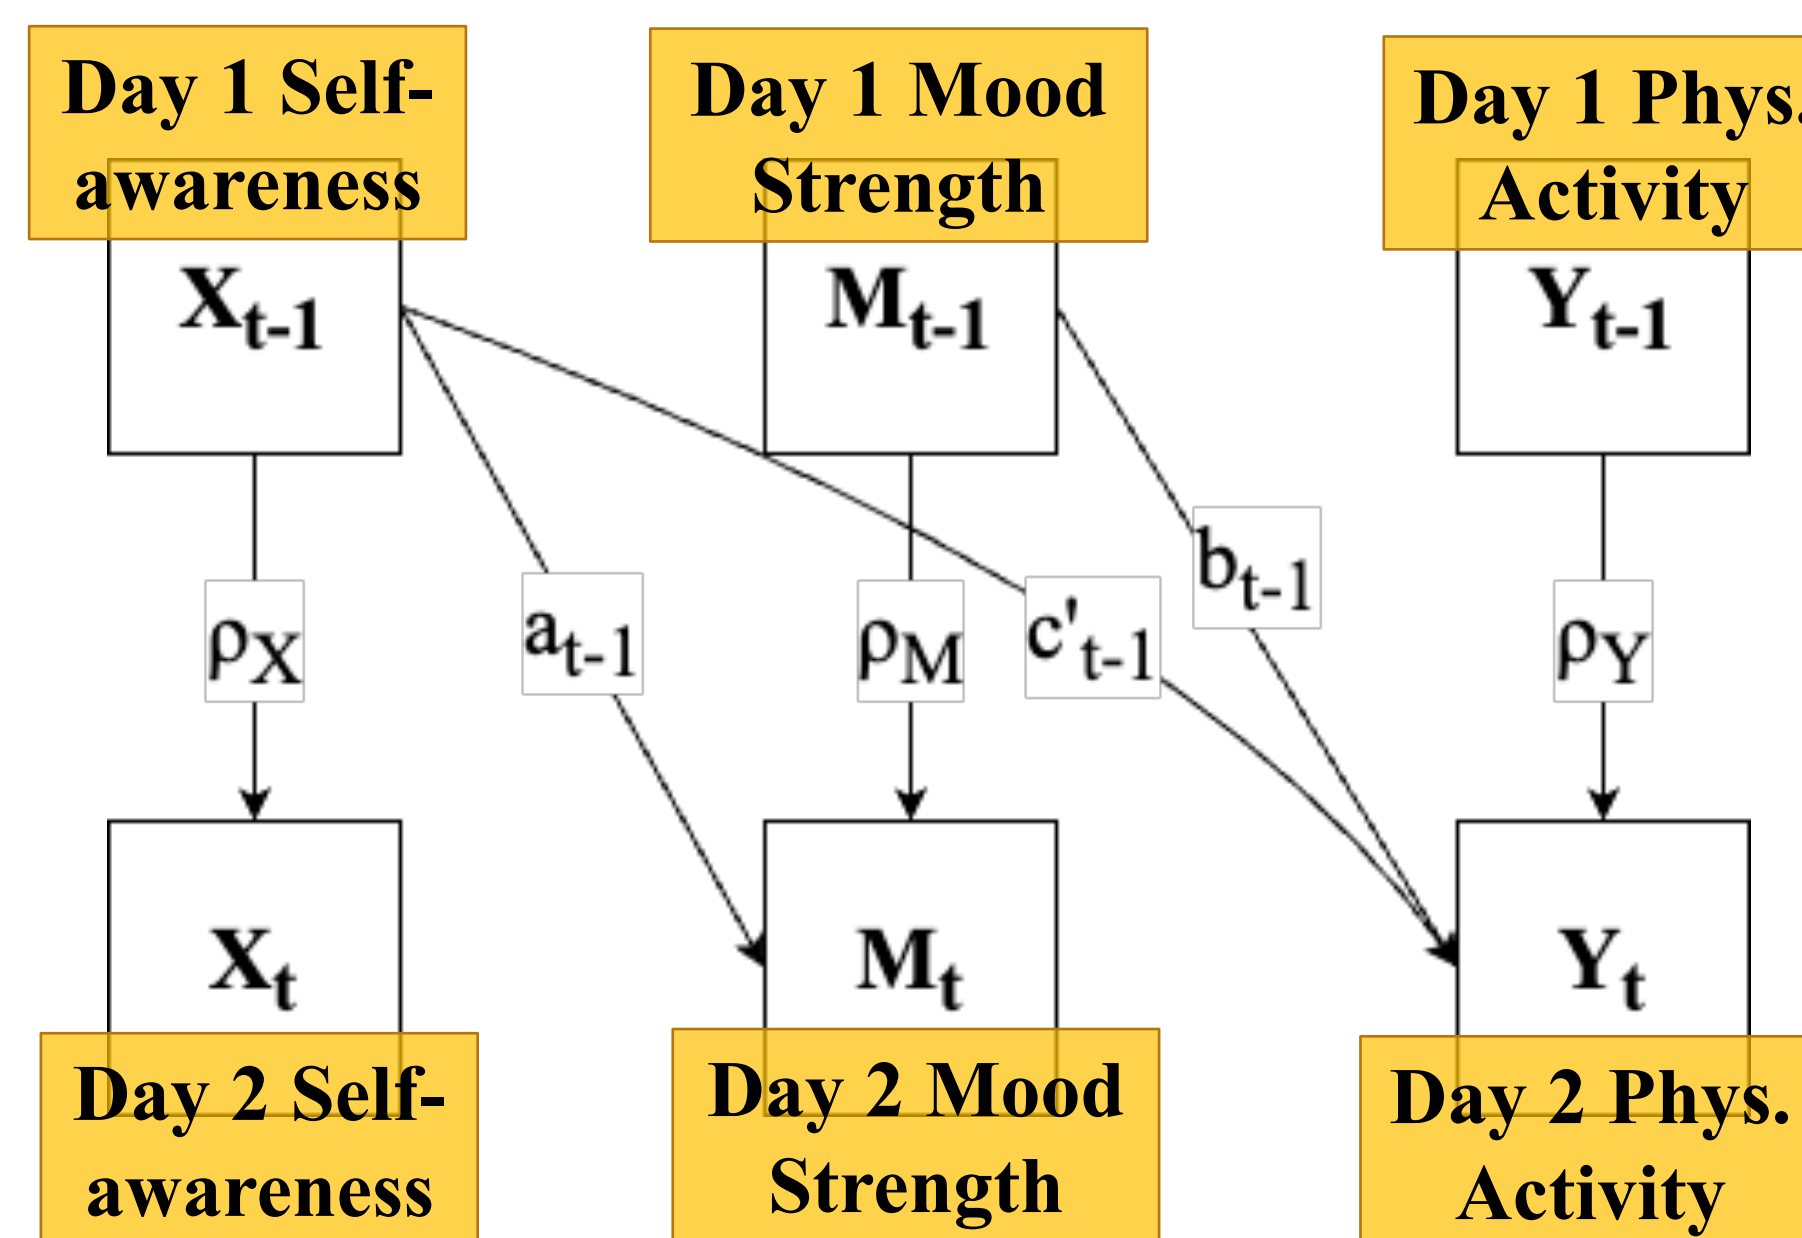 Day 1 Self-
awareness
Day 1 Mood
Strength
Day 1 Phys.
Activity
Xt-1
Mt-1
Yt-1
ρX
at-1
ρM
c't-1
bt-1
ρY
Xt
Mt
Yt
Day 2 Self-
awareness
Day 2 Mood
Strength
Day 2 Phys.
Activity